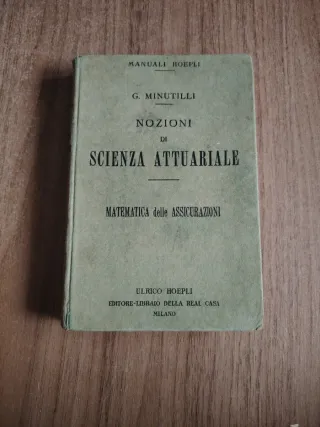 MANUALI HOEPLI
G. MINUTILLI
NOZIONI
DI
SCIENZA ATTUARIALE
MATEMATICA delle ASSICURAZIONI
ULRICO HOEPLI
EDITORE-LIBRAIO DELLA REAL CASA
MILANO